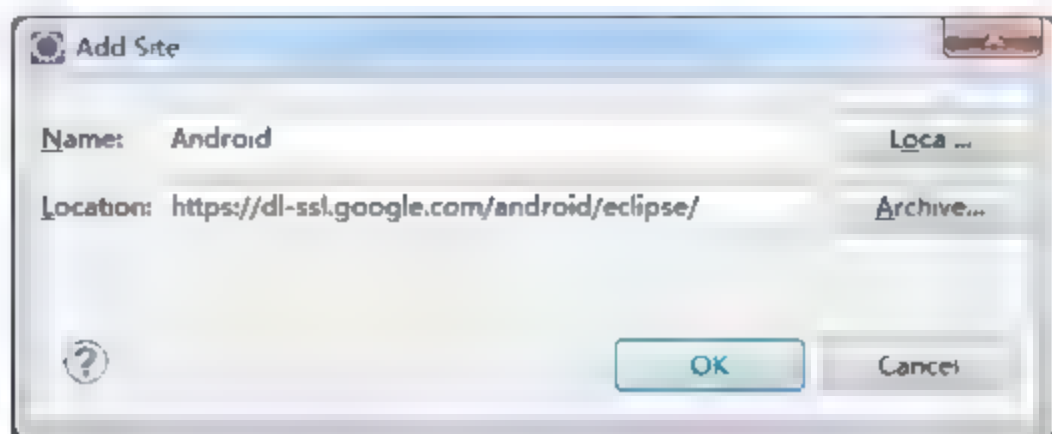 Add Site
Name: Android Loca...
Location: https://dl-ssl.google.com/android/eclipse/ Archive...
?
OK Cancel